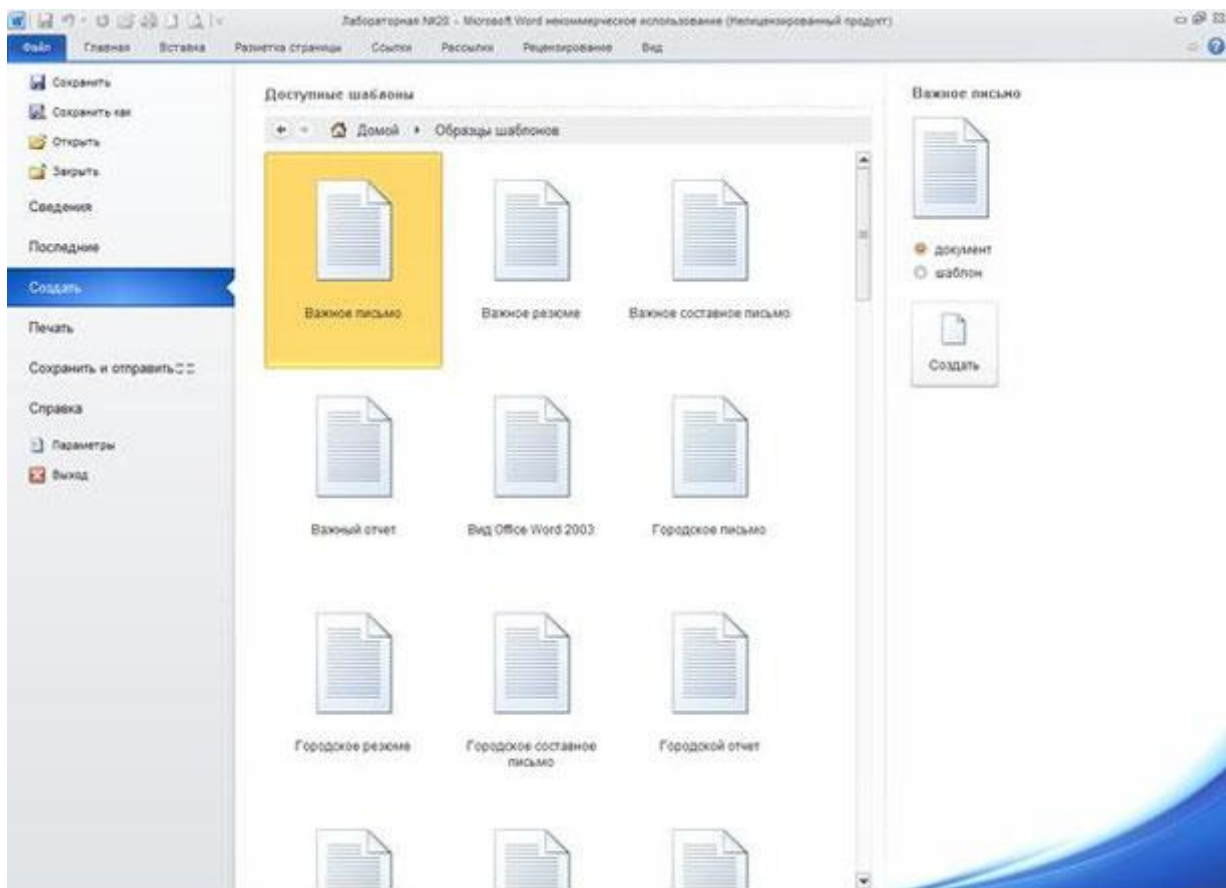 Лабораторная №20 - Microsoft Word некоммерческое использование (Нелицензированный продукт)
Файл Главная Вставка Разметка страницы Ссылки Рассылки Рецензирование Вид
Сохранить
Сохранить как
Открыть
Закрыть
Сведения
Последние
Создать
Печать
Сохранить и отправить
Справка
Параметры
Выход
Доступные шаблоны
Домой Образцы шаблонов
Важное письмо Важное резюме Важное составное письмо
Важный отчет Вид Office Word 2003 Городское письмо
Городское резюме Городское составное Городской отчет
письмо
Важное письмо
документ
шаблон
Создать